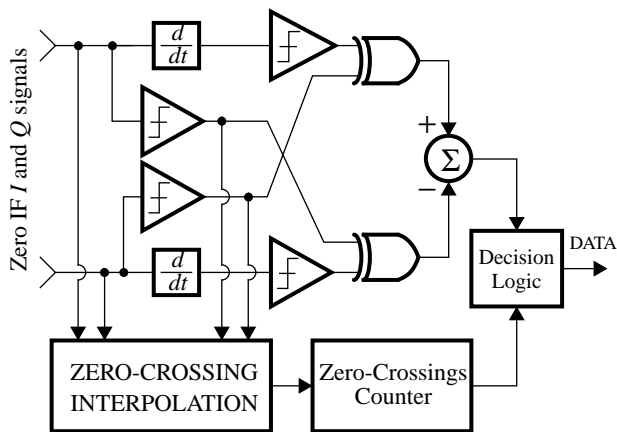 Zero IF I and Q signals
d
dt
+
Σ
−
d
dt
Decision
Logic
DATA
ZERO-CROSSING
INTERPOLATION
Zero-Crossings
Counter